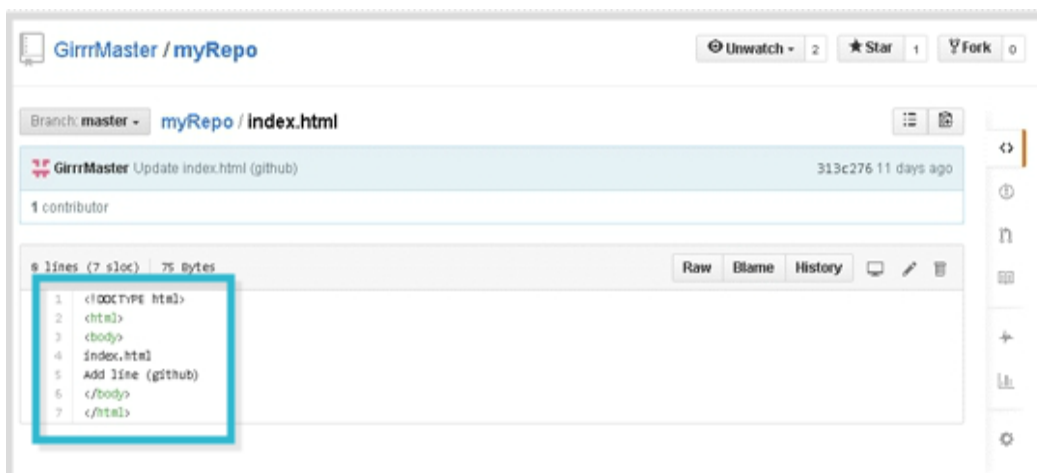 GirrrMaster / myRepo
Unwatch 2 Star 1 Fork 0
Branch: master myRepo / index.html
GirrrMaster Update index.html (github) 313c276 11 days ago
1 contributor
lines (7 sloc) 75 Bytes Raw Blame History
1 <!DOCTYPE html>
2 <html>
3 <body>
4 index.html
5 Add line (github)
6 </body>
7 </html>